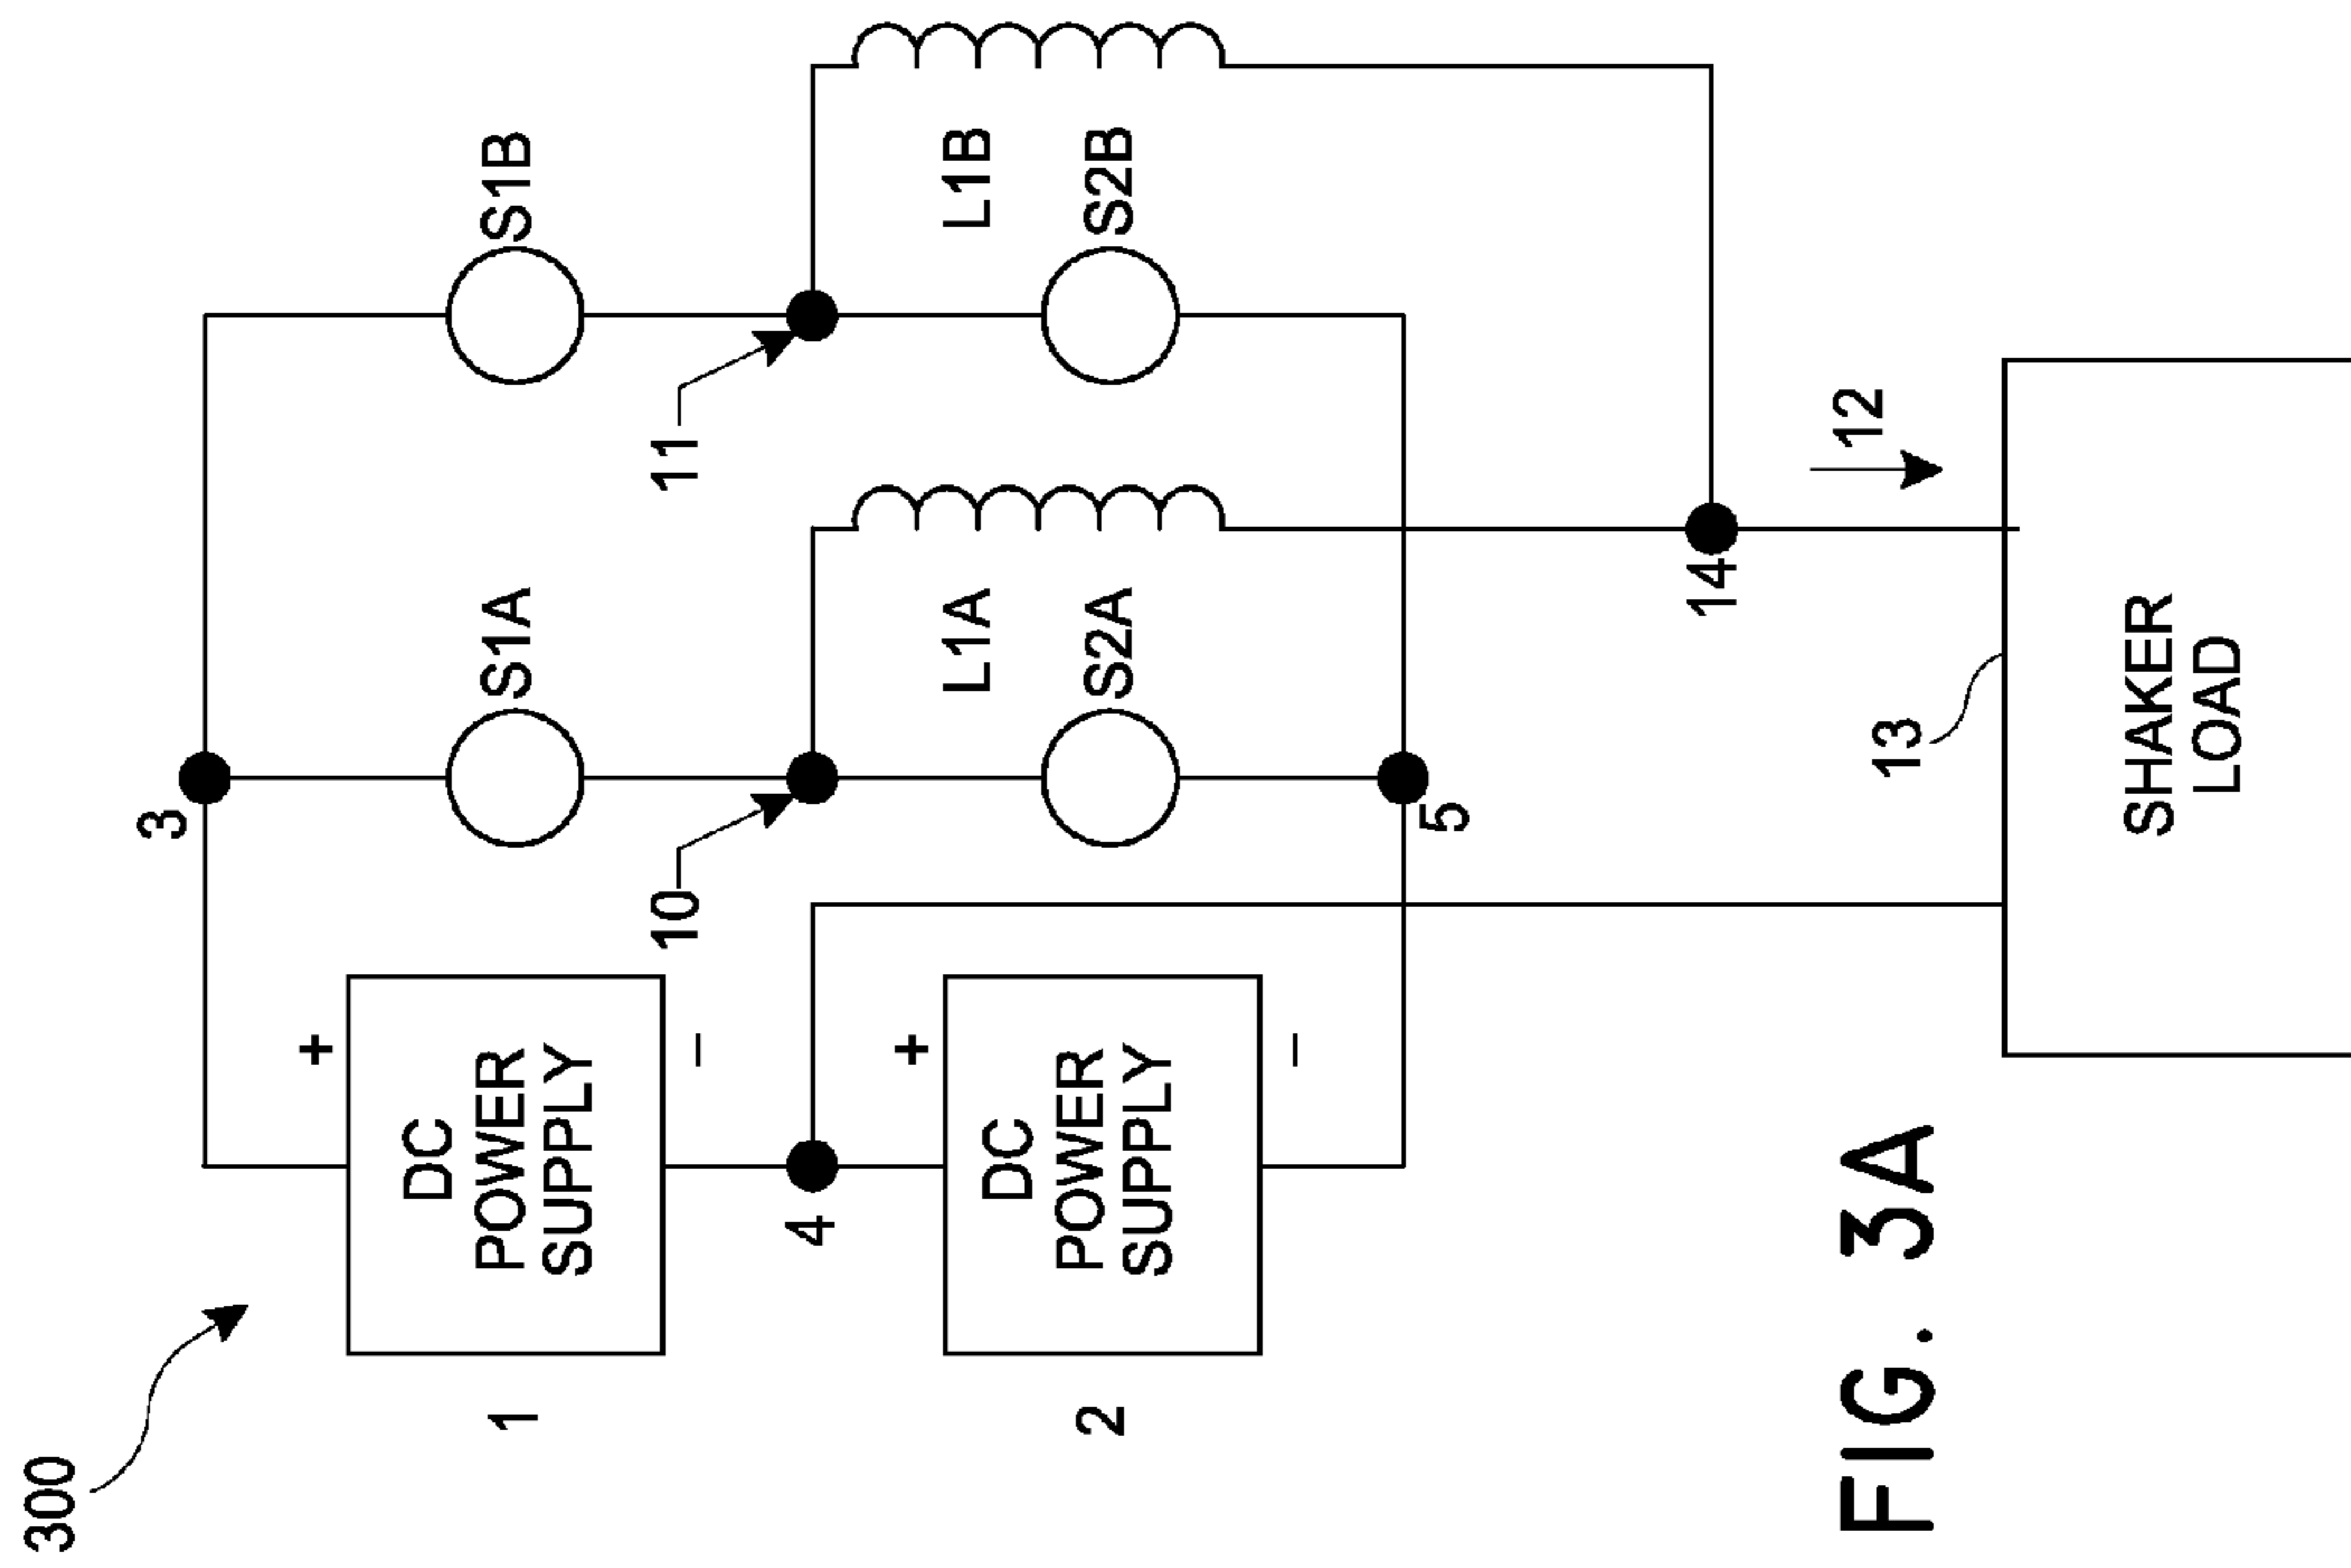 300
3
S1A
S1B
10
11
L1A
L1B
S2A
S2B
+
DC
POWER
SUPPLY
–
1
4
+
DC
POWER
SUPPLY
–
2
5
14
12
13
SHAKER
LOAD
FIG. 3A